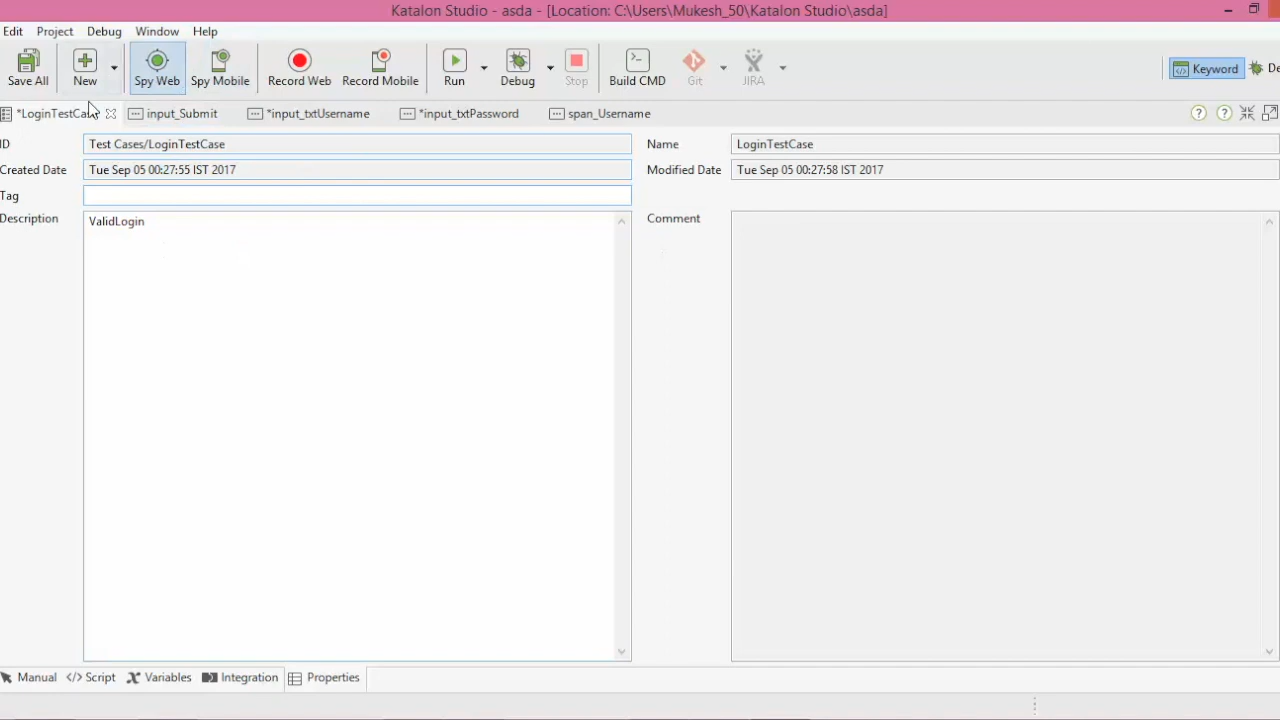 Katalon Studio - asda - [Location: C:\Users\Mukesh_50\Katalon Studio\asda]
Edit Project Debug Window Help
Save All New Spy Web Spy Mobile Record Web Record Mobile Run Debug Stop Build CMD Git JIRA Keyword De
*LoginTestCas input_Submit *input_txtUsername *input_txtPassword span_Username
ID Test Cases/LoginTestCase Name LoginTestCase
Created Date Tue Sep 05 00:27:55 IST 2017 Modified Date Tue Sep 05 00:27:58 IST 2017
Tag
Description ValidLogin Comment
Manual </> Script Variables Integration Properties